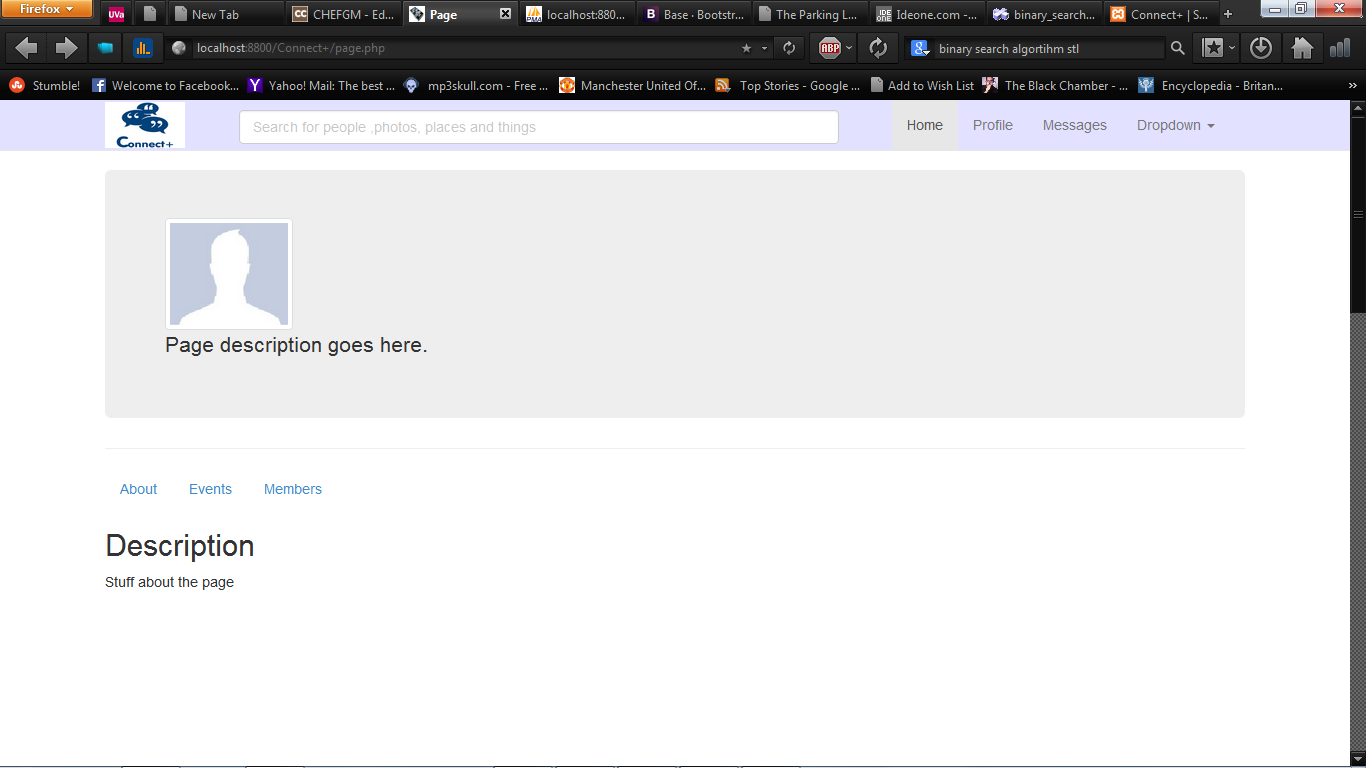 Firefox
UVa New Tab CHEFGM - Ed... Page localhost:880... Base · Bootstr... The Parking L... Ideone.com -... binary_search... Connect+ | S...
localhost:8800/Connect+/page.php ABP binary search algortihm stl
Stumble! Welcome to Facebook... Yahoo! Mail: The best ... mp3skull.com - Free ... Manchester United Of... Top Stories - Google ... Add to Wish List The Black Chamber - ... Encyclopedia - Britan... »
Connect+ Search for people ,photos, places and things Home Profile Messages Dropdown
Page description goes here.
About Events Members
Description
Stuff about the page